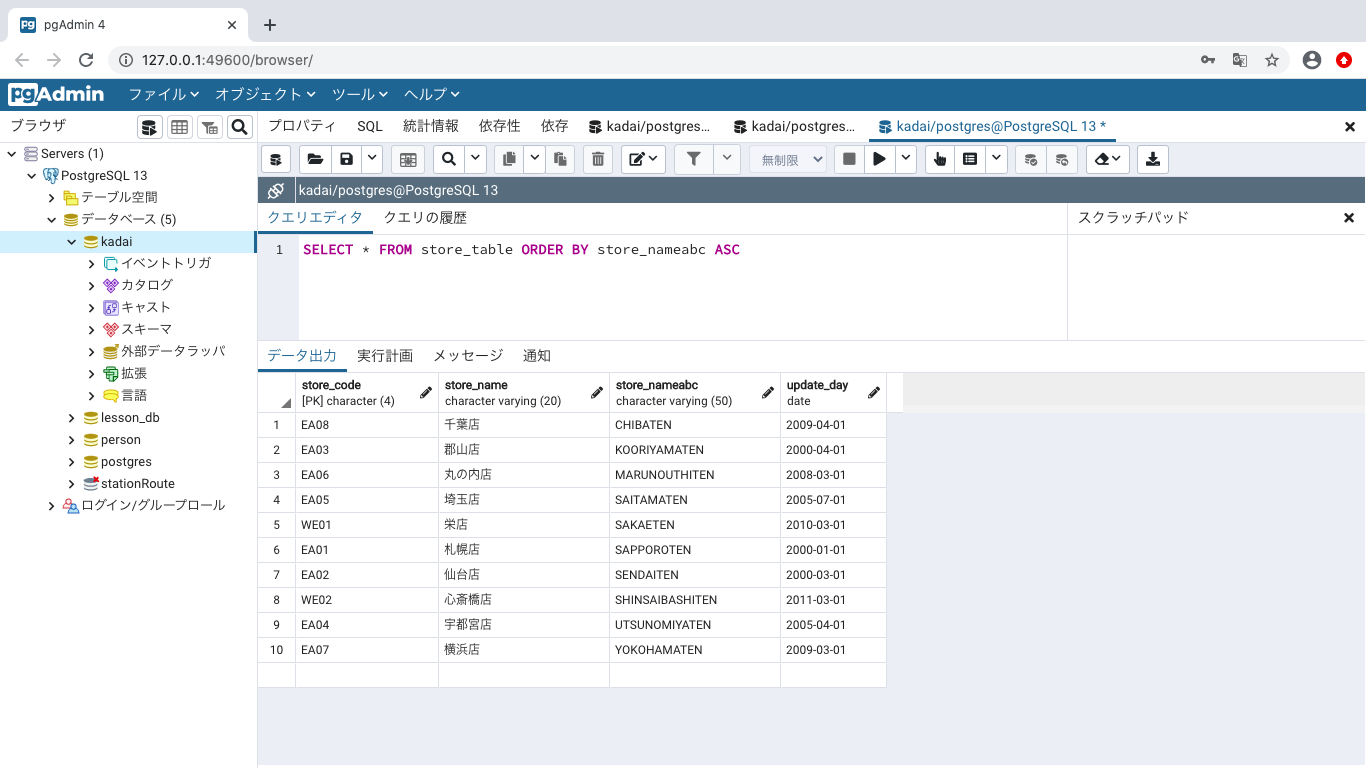 pgAdmin 4
127.0.0.1:49600/browser/
pgAdmin ファイル オブジェクト ツール ヘルプ
ブラウザ
プロパティ SQL 統計情報 依存性 依存 kadai/postgres... kadai/postgres... kadai/postgres@PostgreSQL 13 *
無制限
Servers (1)
PostgreSQL 13
テーブル空間
データベース (5)
kadai
イベントトリガ
カタログ
キャスト
スキーマ
外部データラッパ
拡張
言語
lesson_db
person
postgres
stationRoute
ログイン/グループロール
kadai/postgres@PostgreSQL 13
クエリエディタ クエリの履歴
スクラッチパッド
1 SELECT * FROM store_table ORDER BY store_nameabc ASC
データ出力 実行計画 メッセージ 通知
store_code store_name store_nameabc update_day
[PK] character (4) character varying (20) character varying (50) date
1 EA08 千葉店 CHIBATEN 2009-04-01
2 EA03 郡山店 KOORIYAMATEN 2000-04-01
3 EA06 丸の内店 MARUNOUTHITEN 2008-03-01
4 EA05 埼玉店 SAITAMATEN 2005-07-01
5 WE01 栄店 SAKAETEN 2010-03-01
6 EA01 札幌店 SAPPOROTEN 2000-01-01
7 EA02 仙台店 SENDAITEN 2000-03-01
8 WE02 心斎橋店 SHINSAIBASHITEN 2011-03-01
9 EA04 宇都宮店 UTSUNOMIYATEN 2005-04-01
10 EA07 横浜店 YOKOHAMATEN 2009-03-01